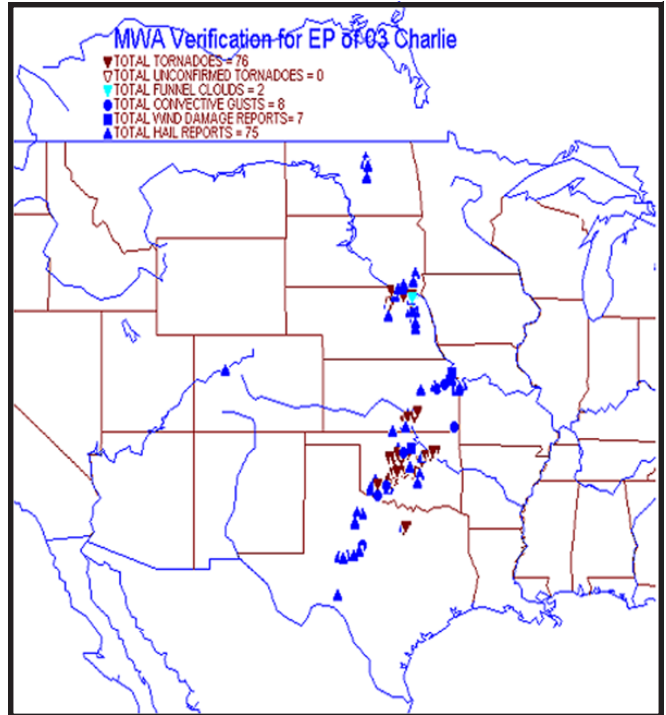 MWA Verification for EP of 03 Charlie
TOTAL TORNADOES = 76
TOTAL UNCONFIRMED TORNADOES = 0
TOTAL FUNNEL CLOUDS = 2
TOTAL CONVECTIVE GUSTS = 8
TOTAL WIND DAMAGE REPORTS= 7
TOTAL HAIL REPORTS = 75